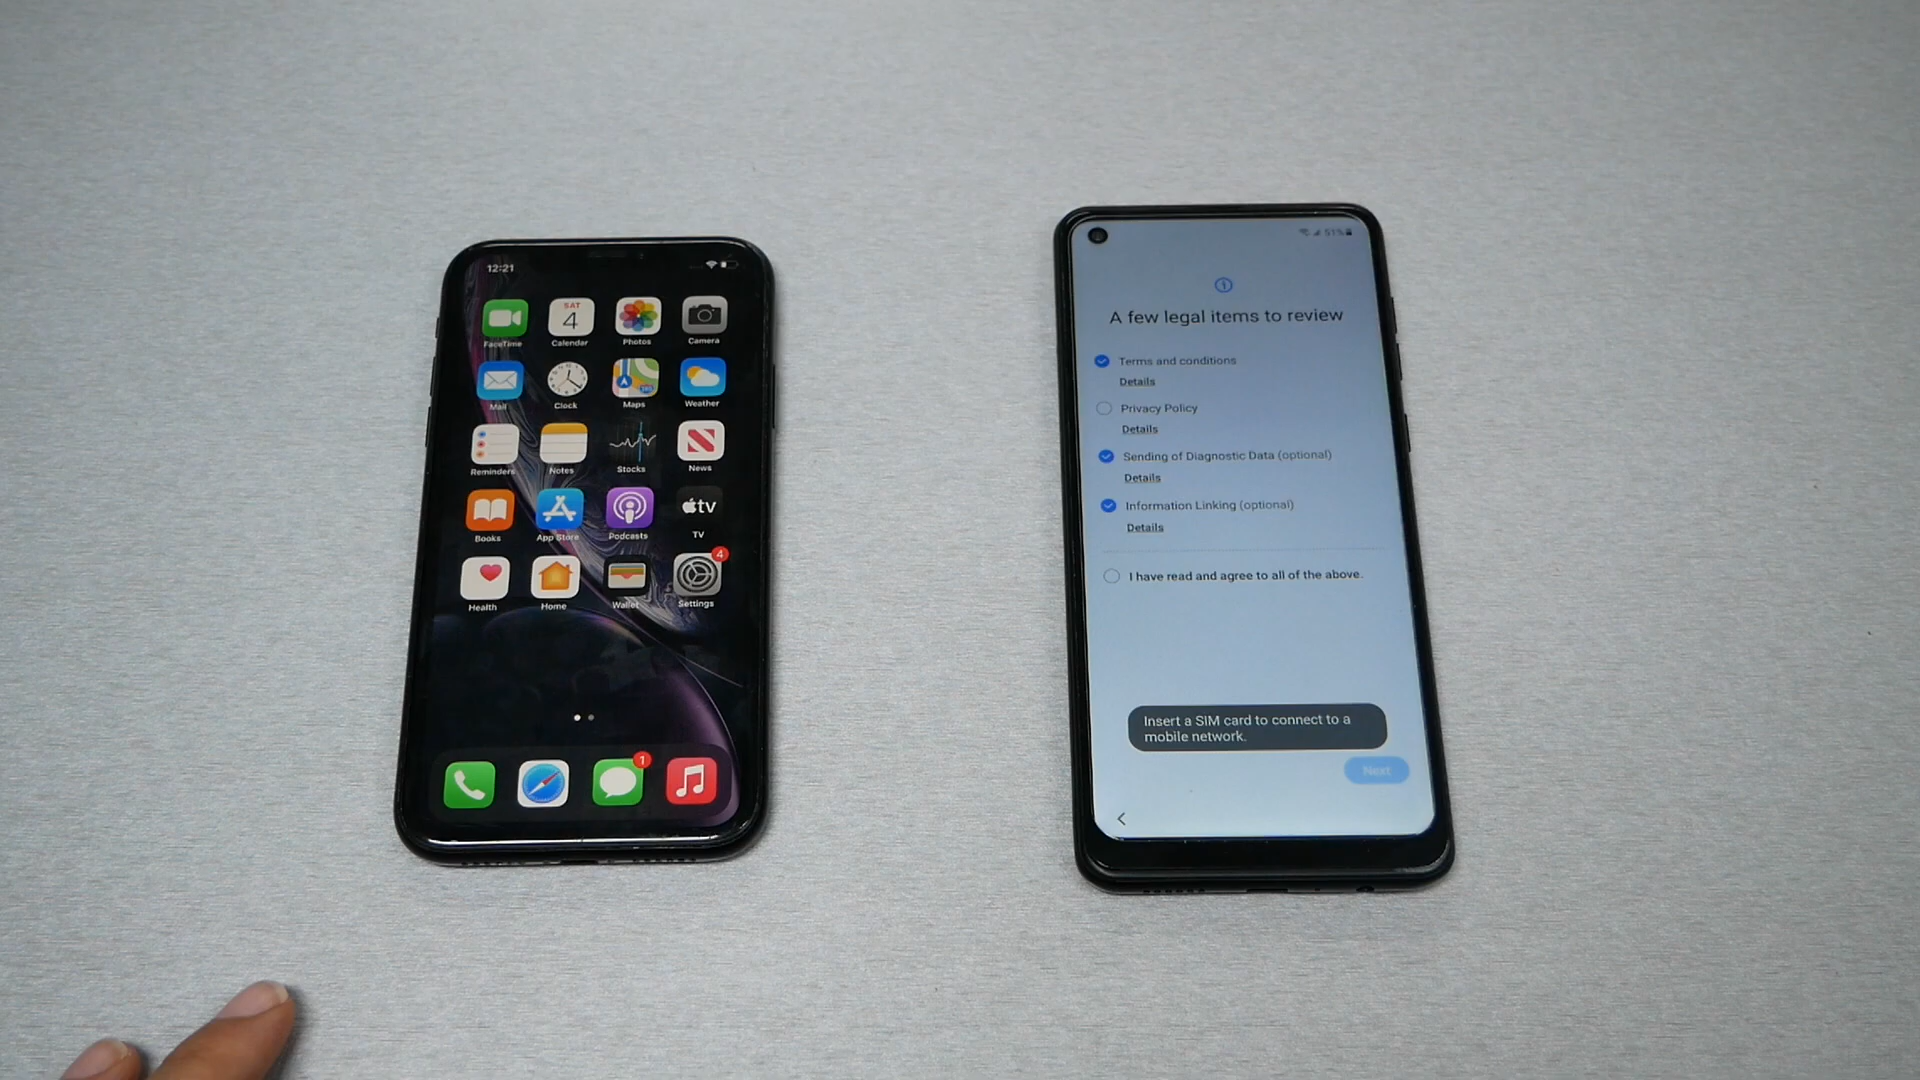 12:21
SAT
4
FaceTime
Calendar
Photos
Camera
Mail
Clock
Maps
Weather
Reminders
Notes
Stocks
News
tv
Books
App Store
Podcasts
TV
4
Health
Home
Wallet
Settings
1
51%
A few legal items to review
Terms and conditions
Details
Privacy Policy
Details
Sending of Diagnostic Data (optional)
Details
Information Linking (optional)
Details
I have read and agree to all of the above.
Insert a SIM card to connect to a
mobile network.
Next